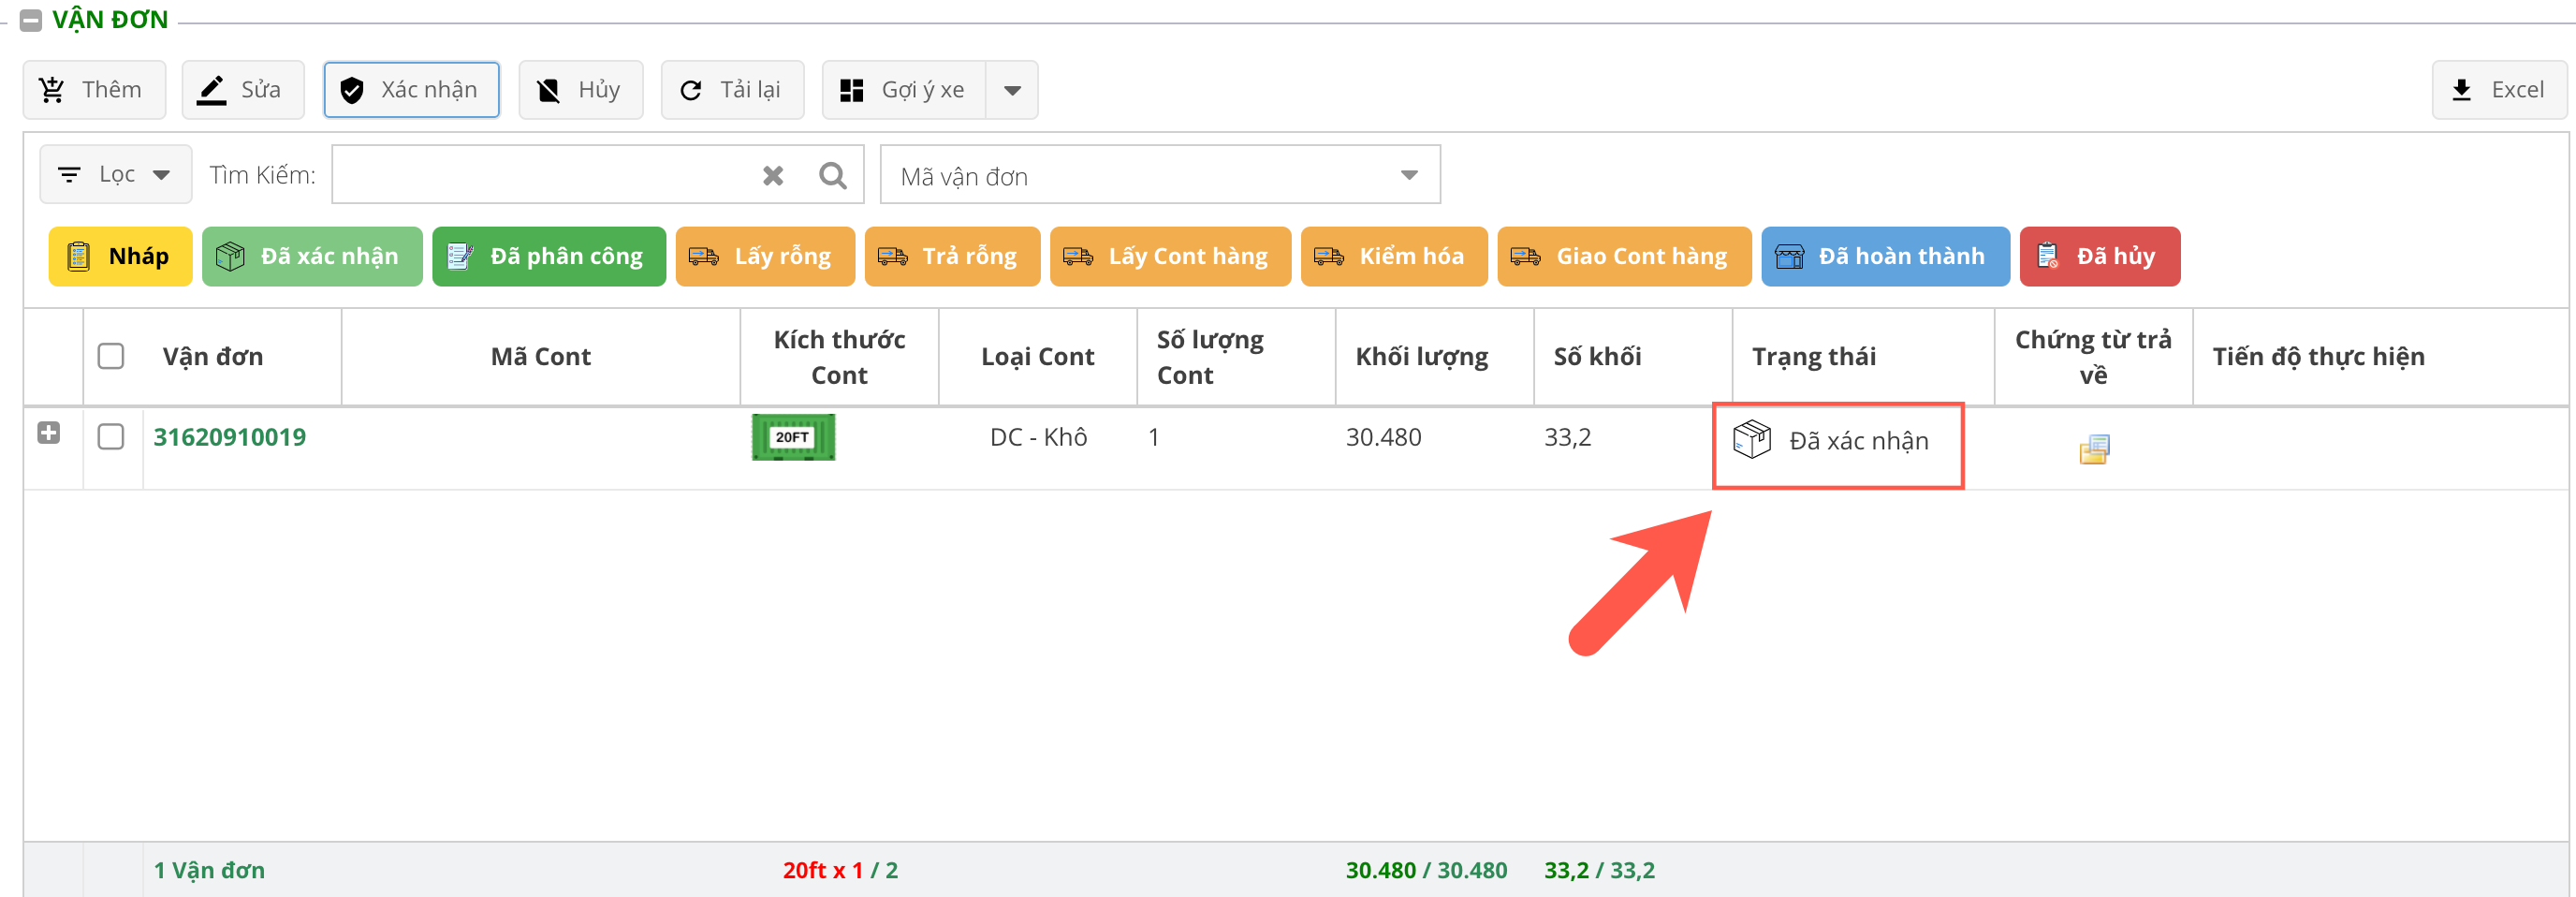 VẬN ĐƠN
Thêm Sửa Xác nhận Hủy Tải lại Gợi ý xe Excel
Lọc Tìm Kiếm: Mã vận đơn
Nháp Đã xác nhận Đã phân công Lấy rỗng Trả rỗng Lấy Cont hàng Kiểm hóa Giao Cont hàng Đã hoàn thành Đã hủy
Vận đơn Mã Cont Kích thước Cont Loại Cont Số lượng Cont Khối lượng Số khối Trạng thái Chứng từ trả về Tiến độ thực hiện
31620910019 20FT DC - Khô 1 30.480 33,2 Đã xác nhận
1 Vận đơn 20ft x 1 / 2 30.480 / 30.480 33,2 / 33,2